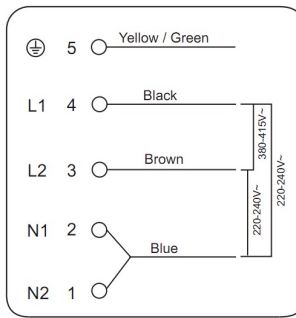 5 Yellow / Green
L1 4 Black
380-415V~
L2 3 Brown
220-240V~
220-240V~
N1 2
Blue
N2 1